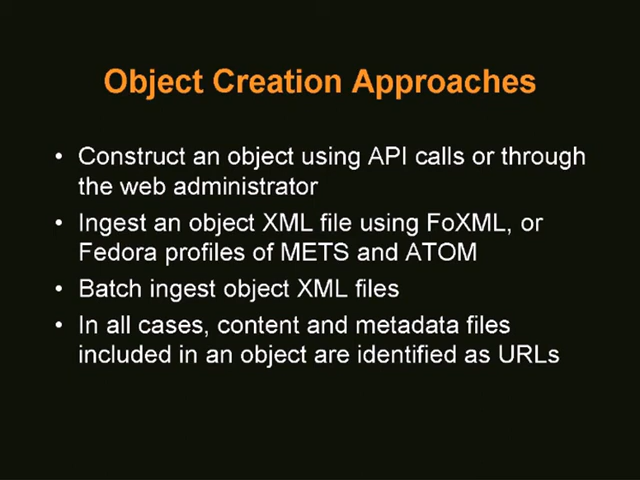 Object Creation Approaches
• Construct an object using API calls or through
the web administrator
• Ingest an object XML file using FoXML, or
Fedora profiles of METS and ATOM
• Batch ingest object XML files
• In all cases, content and metadata files
included in an object are identified as URLs